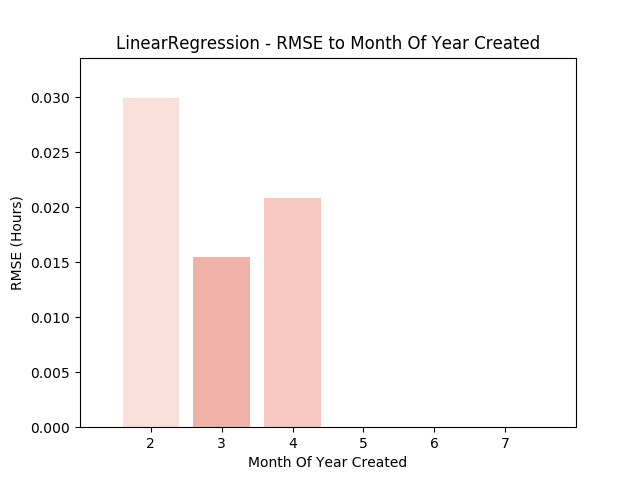 LinearRegression - RMSE to Month Of Year Created
RMSE (Hours)
0.030
0.025
0.020
0.015
0.010
0.005
0.000
2 3 4 5 6 7
Month Of Year Created